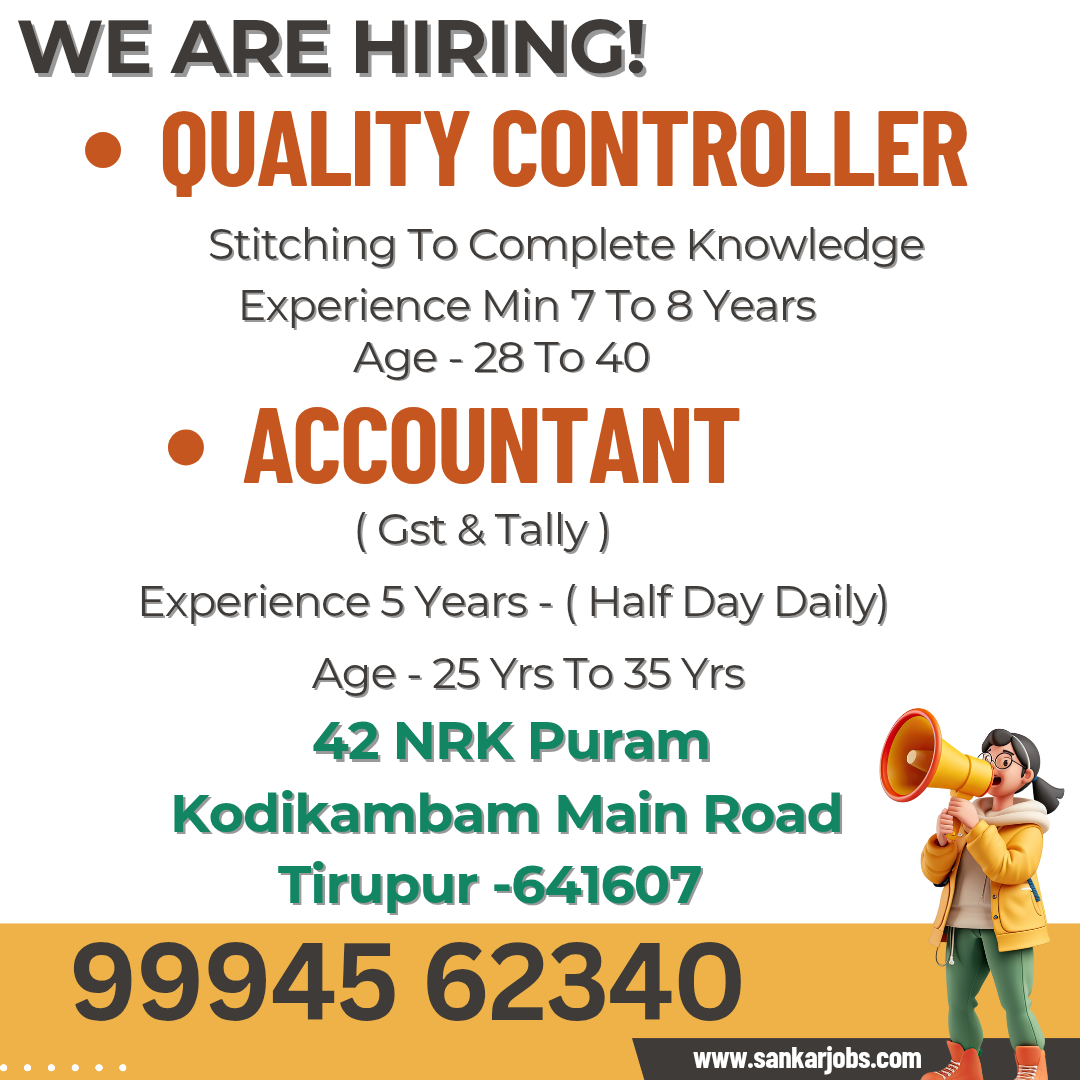 WE ARE HIRING!
• QUALITY CONTROLLER
Stitching To Complete Knowledge
Experience Min 7 To 8 Years
Age - 28 To 40
• ACCOUNTANT
( Gst & Tally )
Experience 5 Years - ( Half Day Daily)
Age - 25 Yrs To 35 Yrs
42 NRK Puram
Kodikambam Main Road
Tirupur -641607
99945 62340
www.sankarjobs.com